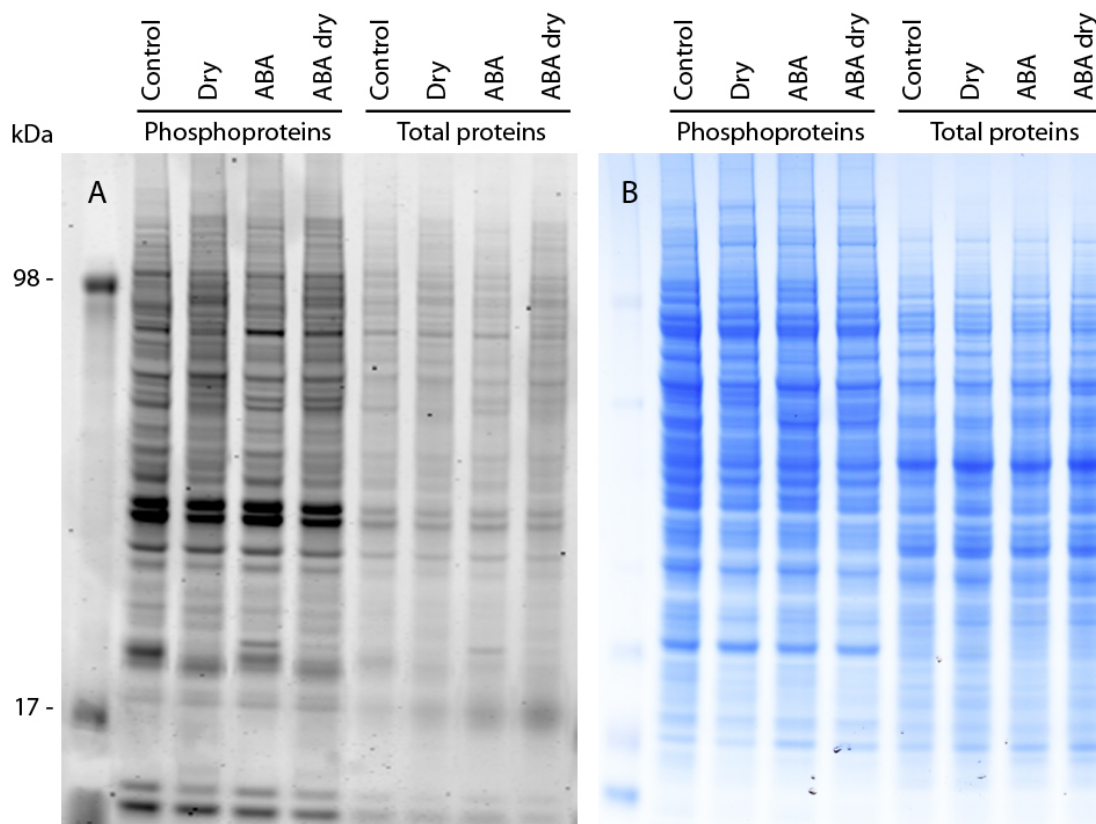 Control Dry ABA ABA dry Control Dry ABA ABA dry Control Dry ABA ABA dry Control Dry ABA ABA dry
kDa Phosphoproteins Total proteins Phosphoproteins Total proteins
A B
98 -
17 -